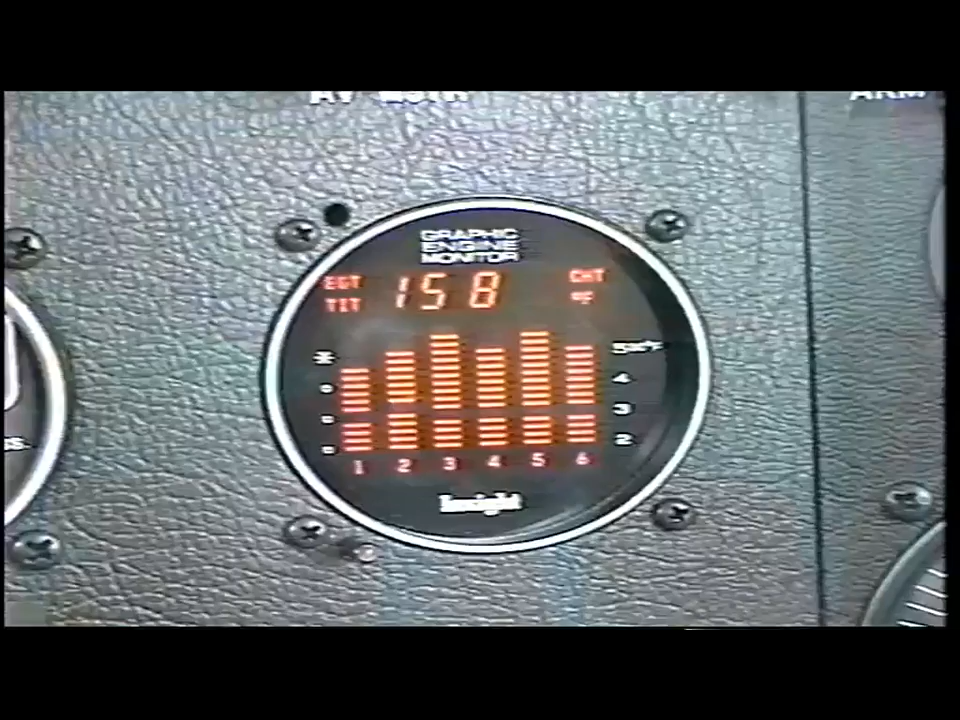 GRAPHIC
ENGINE
MONITOR
EGT 158 CHT
TIT °F
*
4
3
2
1 2 3 4 5 6
Insight